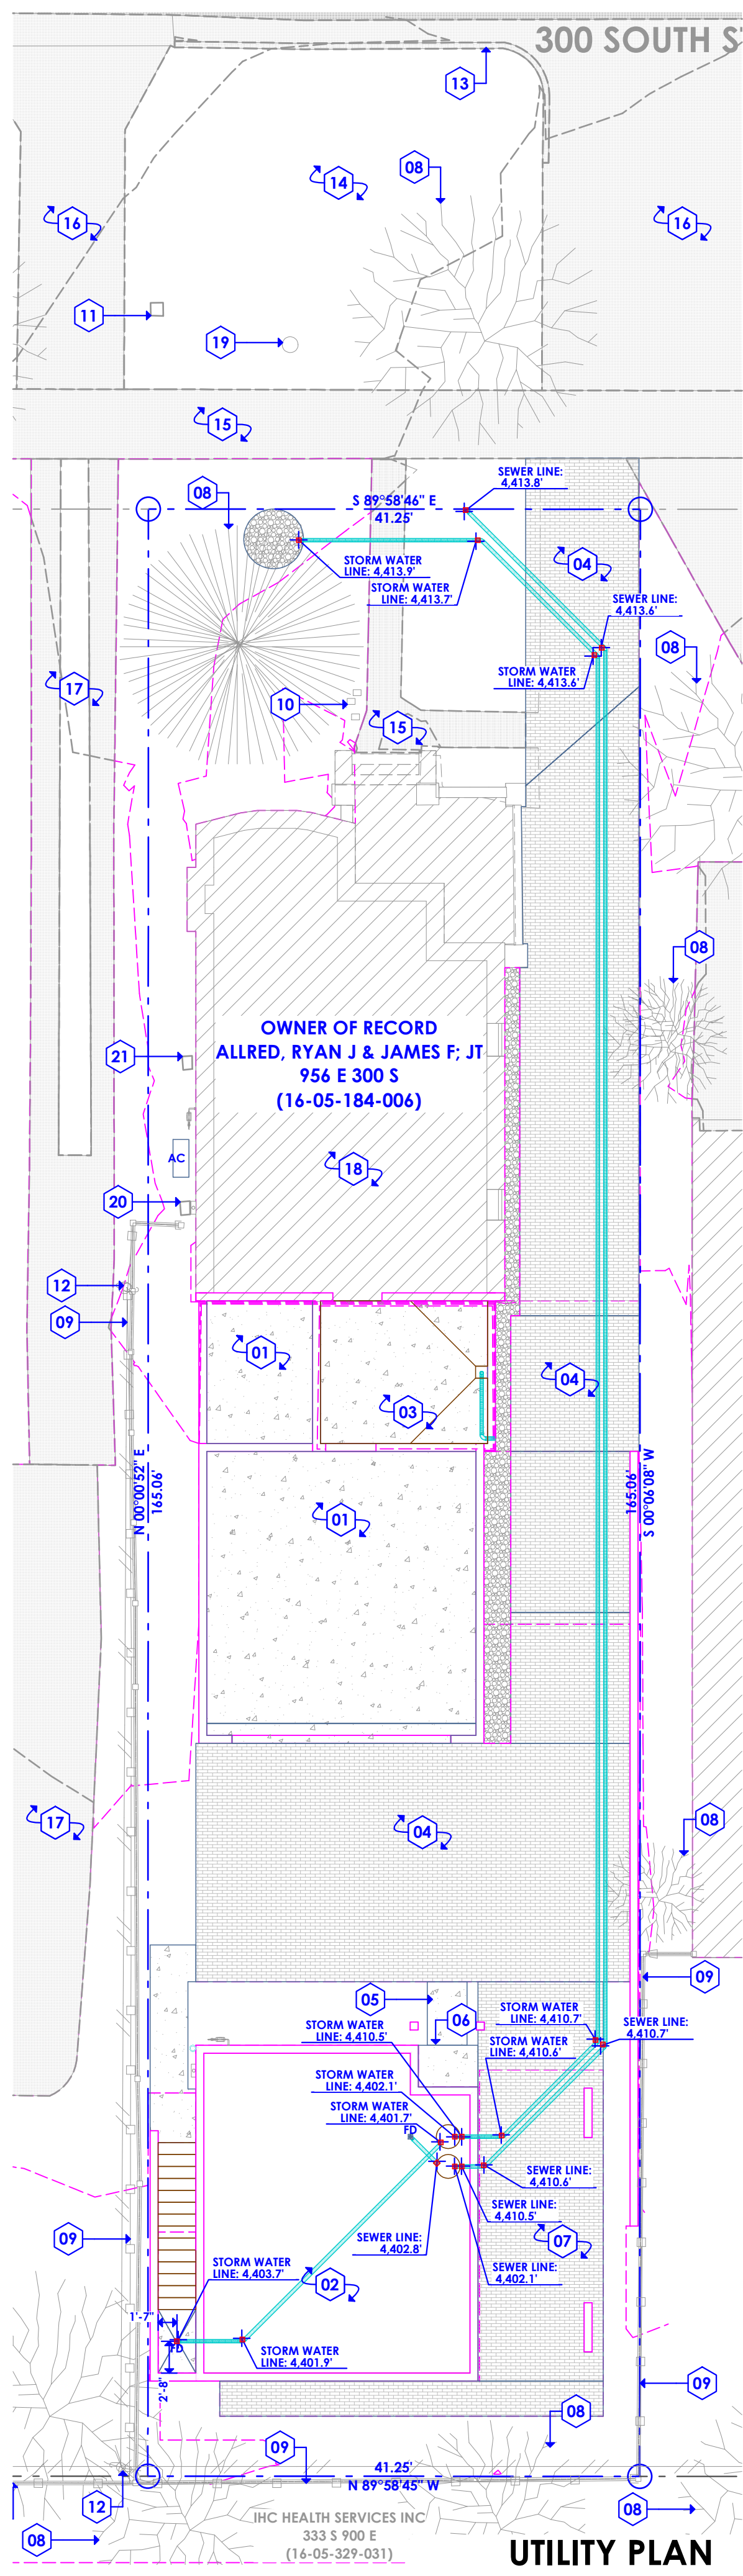 300 SOUTH S
13
08
14
16
16
11
19
15
SEWER LINE:
4,413.8'
08
S 89°58'46" E
41.25'
04
STORM WATER
LINE: 4,413.9'
STORM WATER
LINE: 4,413.7'
SEWER LINE:
4,413.6'
08
STORM WATER
LINE: 4,413.6'
17
10
15
08
OWNER OF RECORD
ALLRED, RYAN J & JAMES F; JT
956 E 300 S
(16-05-184-006)
21
AC
18
20
12
09
01
04
03
N 00°00'52" E
165.06'
165.06'
S 00°06'08" W
01
17
04
08
09
05
06
STORM WATER
LINE: 4,410.7'
STORM WATER
LINE: 4,410.5'
SEWER LINE:
4,410.7'
STORM WATER
LINE: 4,410.6'
STORM WATER
LINE: 4,402.1'
STORM WATER
LINE: 4,401.7'
FD
SEWER LINE:
4,410.6'
SEWER LINE:
4,410.5'
09
07
SEWER LINE:
4,402.8'
SEWER LINE:
4,402.1'
STORM WATER
LINE: 4,403.7'
02
1'-7"
FD
STORM WATER
LINE: 4,401.9'
2'-8"
09
08
09
41.25'
N 89°58'45" W
12
08
08
IHC HEALTH SERVICES INC
333 S 900 E
(16-05-329-031)
UTILITY PLAN